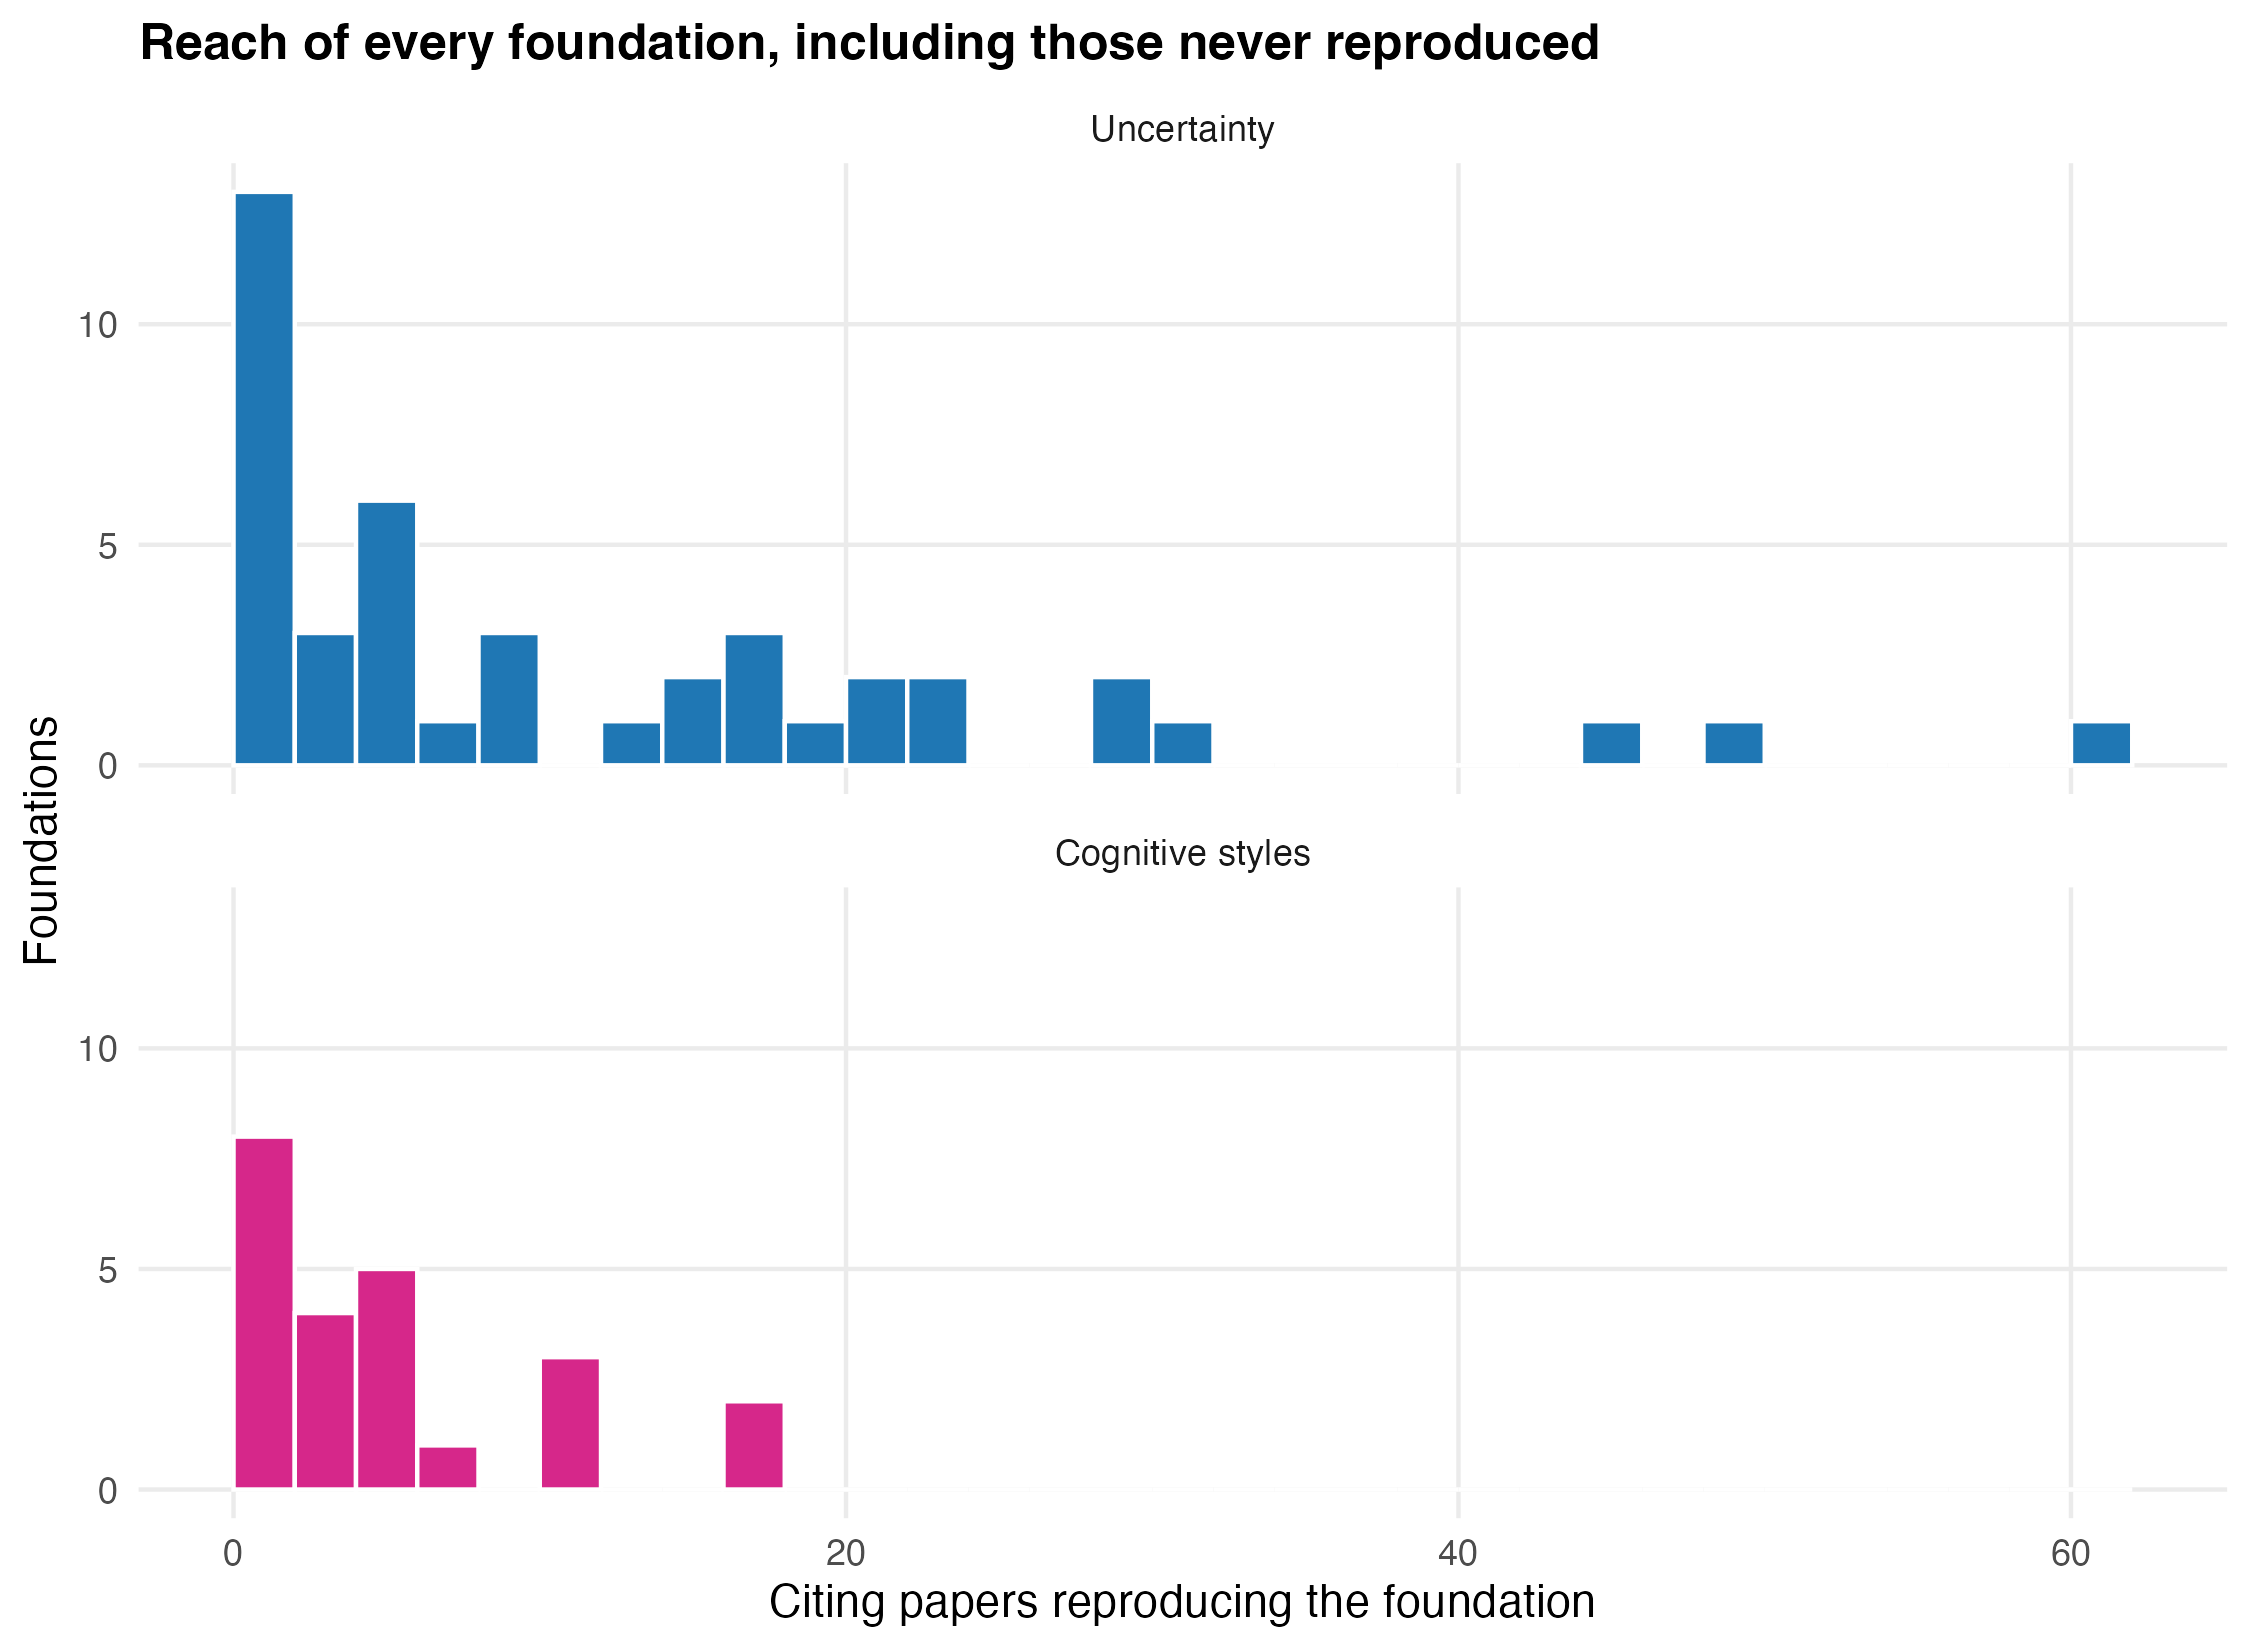 Reach of every foundation, including those never reproduced
Uncertainty
10
5
0
Foundations
Cognitive styles
10
5
0
0 20 40 60
Citing papers reproducing the foundation